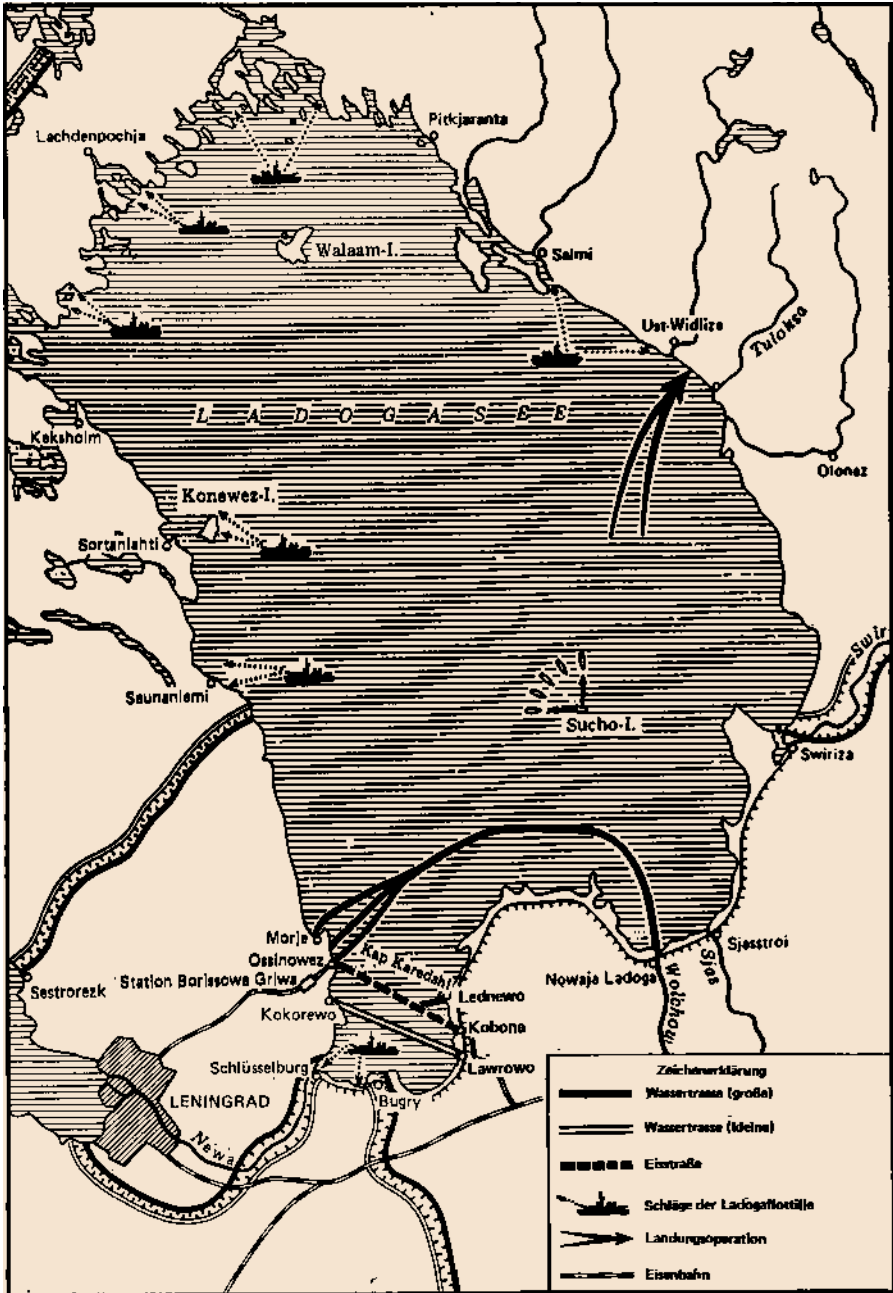 Pitkjaranta
Lachdenpochja
Walaam-I.
Salmi
Ust-Widliza
Tuloksa
L A D O G A S E E
Keksholm
Olonez
Konewez-I.
Sortanlahti
Swir
Saunaniemi
Sucho-I.
Swiriza
Morje
Ossinowez
Sjasstroi
Kap Karedshi
Station Borissowa Griwa
Nowaja Ladoga
Sjas
Wolchow
Sestrorezk
Lednewo
Kokorewo
Kobona
Schlüsselburg
Lawrowo
LENINGRAD
Bugry
Newa
Zeichenerklärung
Wassertrasse (große)
Wassertrasse (kleine)
Eisstraße
Schläge der Ladogaflottille
Landungsoperation
Eisenbahn